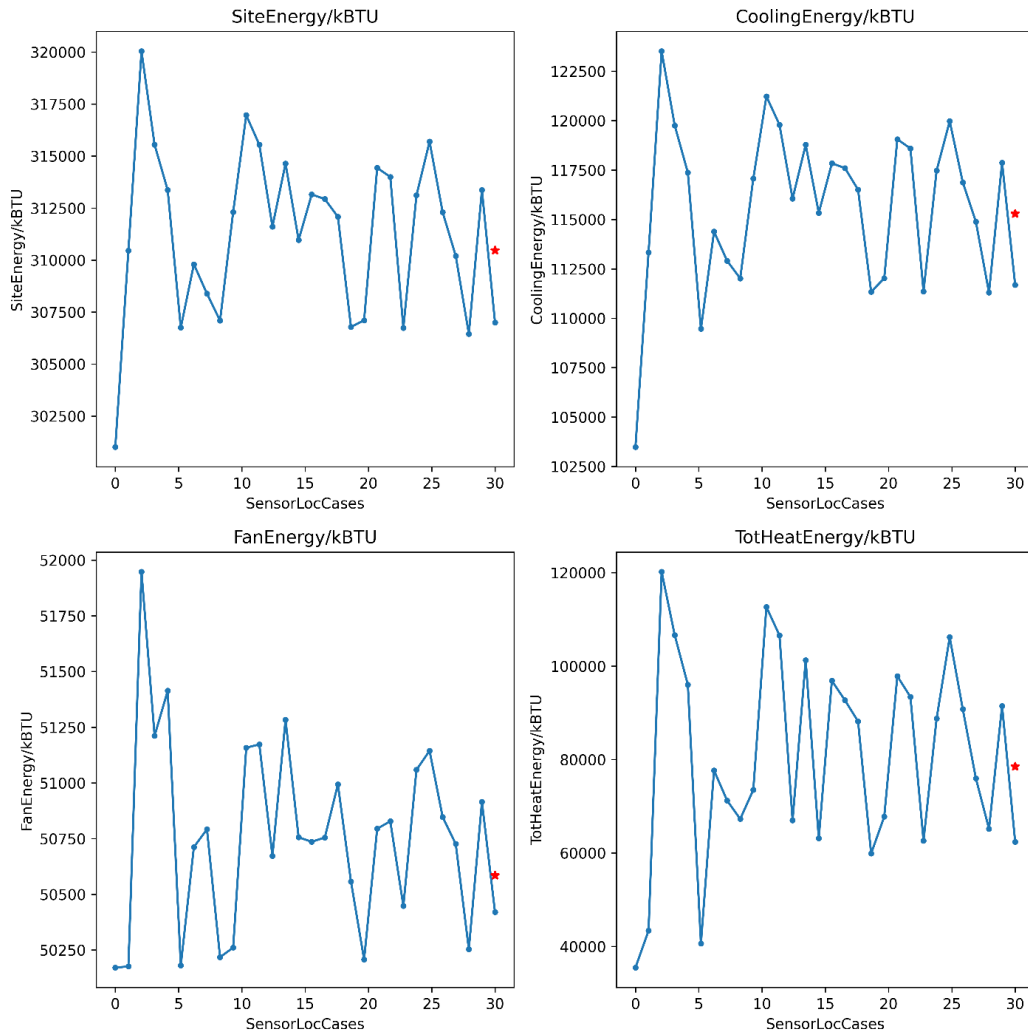 SiteEnergy/kBTU
SiteEnergy/kBTU
320000
317500
315000
312500
310000
307500
305000
302500
0 5 10 15 20 25 30
SensorLocCases
CoolingEnergy/kBTU
CoolingEnergy/kBTU
122500
120000
117500
115000
112500
110000
107500
105000
102500
0 5 10 15 20 25 30
SensorLocCases
FanEnergy/kBTU
FanEnergy/kBTU
52000
51750
51500
51250
51000
50750
50500
50250
0 5 10 15 20 25 30
SensorLocCases
TotHeatEnergy/kBTU
TotHeatEnergy/kBTU
120000
100000
80000
60000
40000
0 5 10 15 20 25 30
SensorLocCases